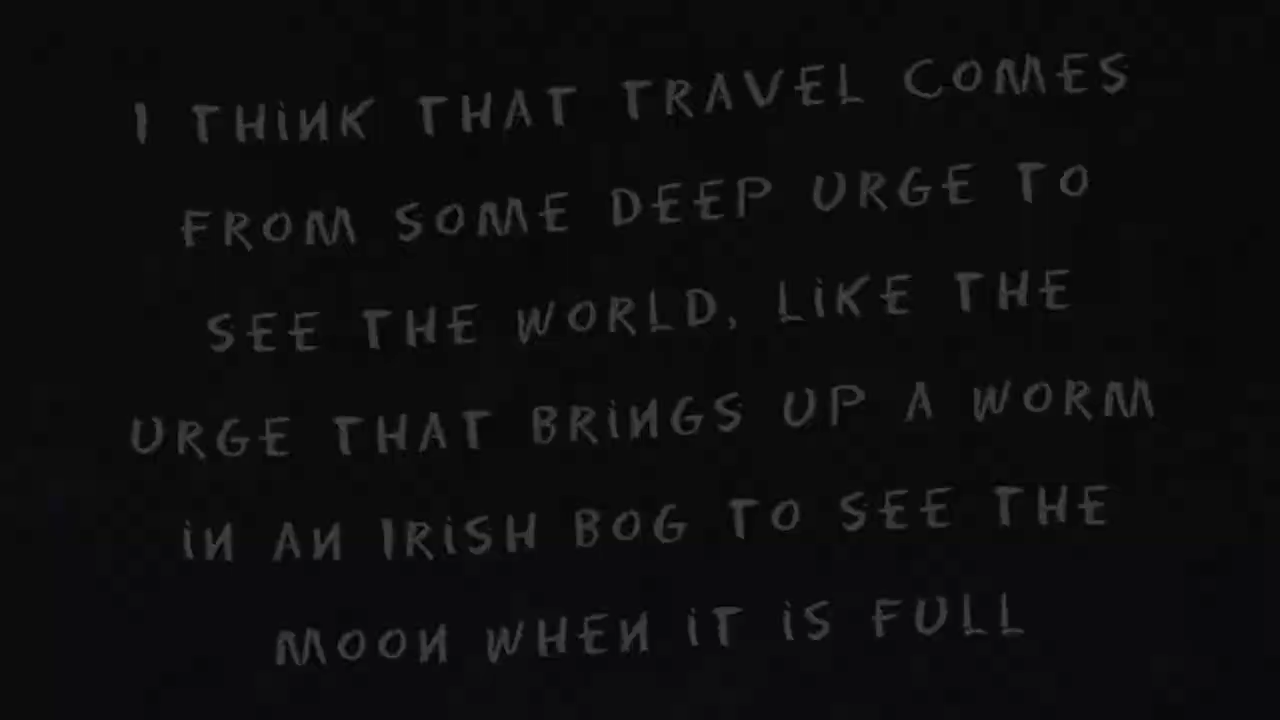 I THINK THAT TRAVEL COMES
FROM SOME DEEP URGE TO
SEE THE WORLD, LIKE THE
URGE THAT BRINGS UP A WORM
IN AN IRISH BOG TO SEE THE
MOON WHEN IT IS FULL